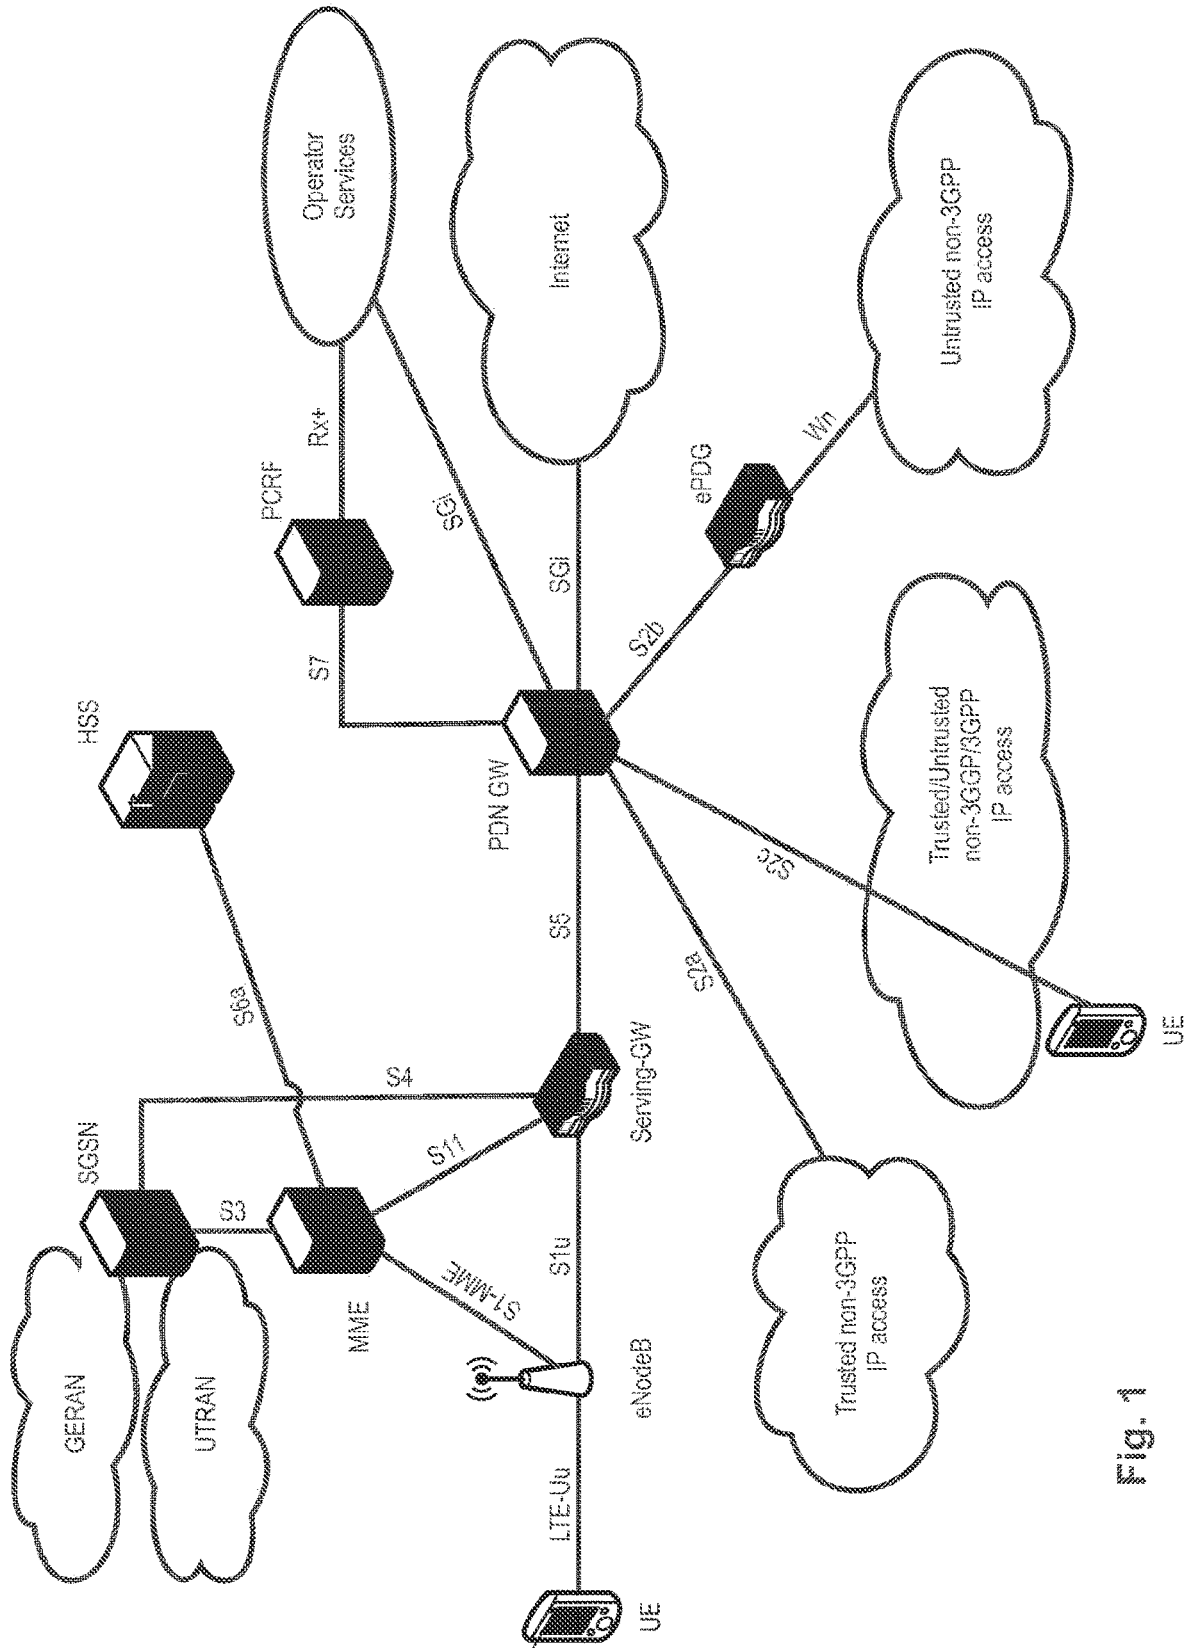 GERAN
UTRAN
SGSN
S3
MME
S4
S11
S6a
HSS
S1-MME
LTE-Uu
UE
eNodeB
S1u
Serving-GW
S5
PDN GW
S7
PCRF
Rx+
Operator
Services
SGi
SGi
Internet
S2a
S2c
S2b
ePDG
Wn
Trusted non-3GPP
IP access
Trusted/Untrusted
non-3GGP/3GPP
IP access
UE
Untrusted non-3GPP
IP access
Fig. 1